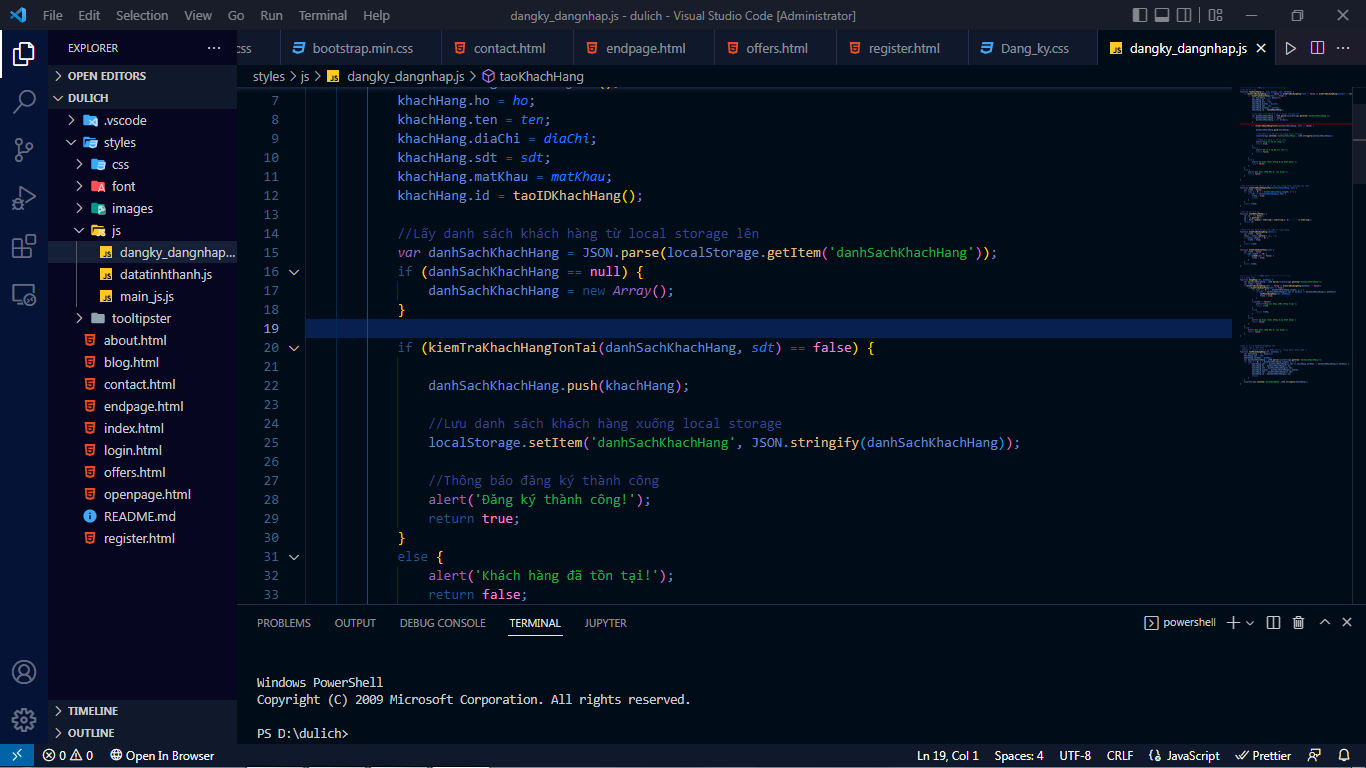 File Edit Selection View Go Run Terminal Help
dangky_dangnhap.js - dulich - Visual Studio Code [Administrator]
EXPLORER
OPEN EDITORS
DULICH
.vscode
styles
css
font
images
js
dangky_dangnhap...
datatinhthanh.js
main_js.js
tooltipster
about.html
blog.html
contact.html
endpage.html
index.html
login.html
offers.html
openpage.html
README.md
register.html
TIMELINE
OUTLINE
css bootstrap.min.css contact.html endpage.html offers.html register.html Dang_ky.css dangky_dangnhap.js
styles > js > dangky_dangnhap.js > taoKhachHang
7 khachHang.ho = ho;
8 khachHang.ten = ten;
9 khachHang.diaChi = diaChi;
10 khachHang.sdt = sdt;
11 khachHang.matKhau = matKhau;
12 khachHang.id = taoIDKhachHang();
13
14 //Lấy danh sách khách hàng từ local storage lên
15 var danhSachKhachHang = JSON.parse(localStorage.getItem('danhSachKhachHang'));
16 if (danhSachKhachHang == null) {
17 danhSachKhachHang = new Array();
18 }
19
20 if (kiemTraKhachHangTonTai(danhSachKhachHang, sdt) == false) {
21
22 danhSachKhachHang.push(khachHang);
23
24 //Lưu danh sách khách hàng xuống local storage
25 localStorage.setItem('danhSachKhachHang', JSON.stringify(danhSachKhachHang));
26
27 //Thông báo đăng ký thành công
28 alert('Đăng ký thành công!');
29 return true;
30 }
31 else {
32 alert('Khách hàng đã tồn tại!');
33 return false;
PROBLEMS OUTPUT DEBUG CONSOLE TERMINAL JUPYTER
powershell
Windows PowerShell
Copyright (C) 2009 Microsoft Corporation. All rights reserved.
PS D:\dulich>
0 0 Open In Browser
Ln 19, Col 1 Spaces: 4 UTF-8 CRLF JavaScript Prettier